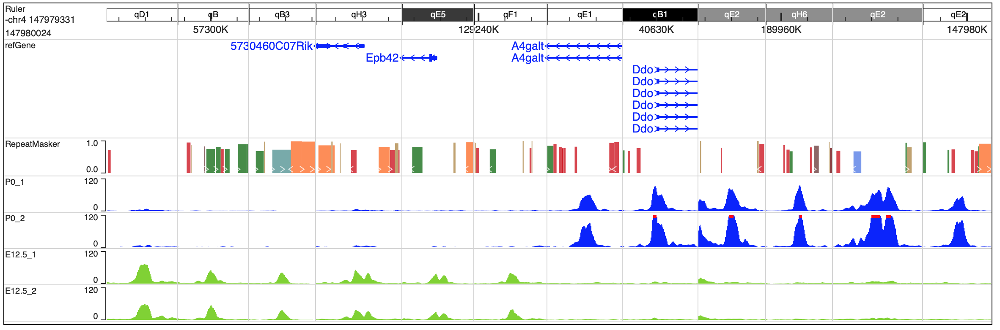 Ruler
-chr4 147979331
147980024
qD1 qB qB3 qH3 qE5 qF1 qE1 qB1 qE2 qH6 qE2 qE2
57300K 129240K 40630K 189960K 147980K
refGene
5730460C07Rik A4galt
Epb42 A4galt
Ddo
Ddo
Ddo
Ddo
Ddo
Ddo
RepeatMasker 1.0
0.0
P0_1 120
0
P0_2 120
0
E12.5_1 120
0
E12.5_2 120
0